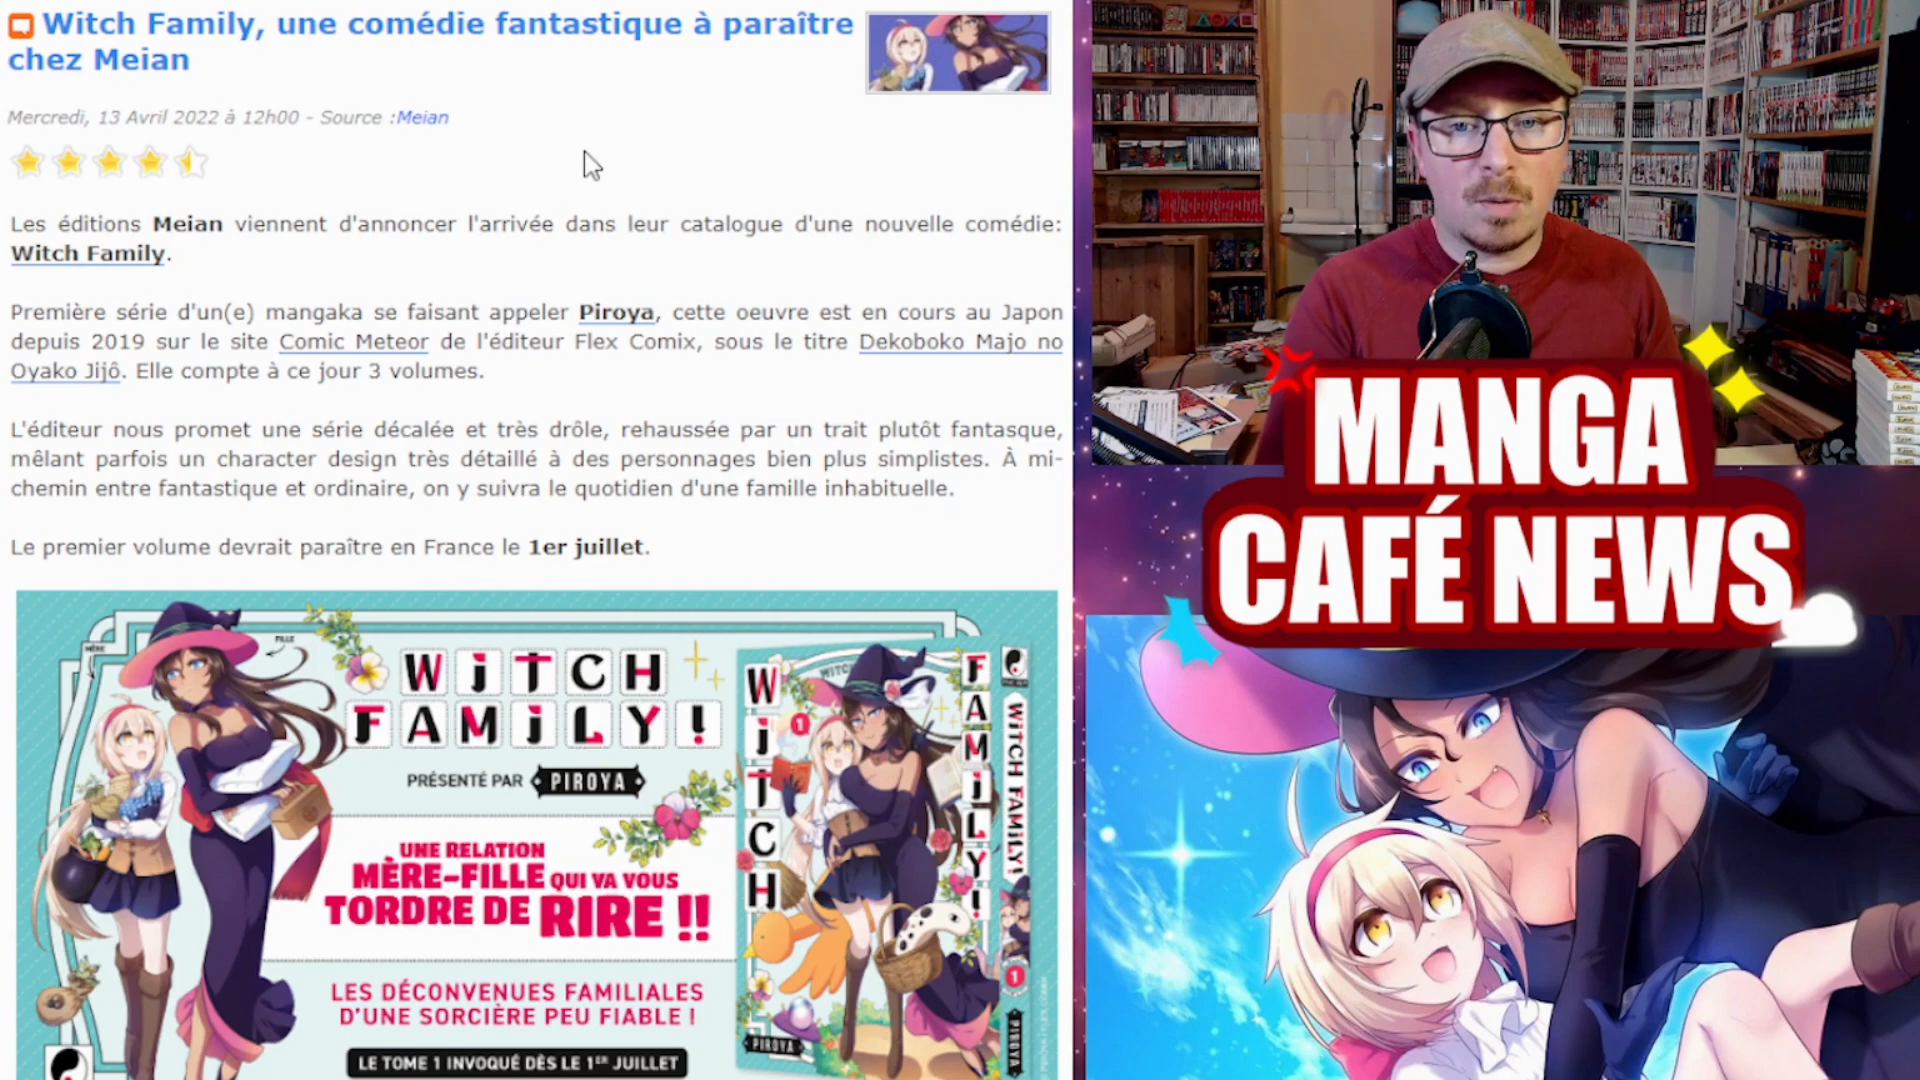 Witch Family, une comédie fantastique à paraître
chez Meian
Mercredi, 13 Avril 2022 à 12h00 - Source :Meian
Les éditions Meian viennent d'annoncer l'arrivée dans leur catalogue d'une nouvelle comédie:
Witch Family.
Première série d'un(e) mangaka se faisant appeler Piroya, cette oeuvre est en cours au Japon
depuis 2019 sur le site Comic Meteor de l'éditeur Flex Comix, sous le titre Dekoboko Majo no
Oyako Jijô. Elle compte à ce jour 3 volumes.
L'éditeur nous promet une série décalée et très drôle, rehaussée par un trait plutôt fantasque,
mêlant parfois un character design très détaillé à des personnages bien plus simplistes. À mi-
chemin entre fantastique et ordinaire, on y suivra le quotidien d'une famille inhabituelle.
Le premier volume devrait paraître en France le 1er juillet.
MÈRE
FILLE
WiTCH
FAMiLY!
PRÉSENTÉ PAR PIROYA
UNE RELATION
MÈRE-FILLE QUI VA VOUS
TORDRE DE RIRE !!
LES DÉCONVENUES FAMILIALES
D'UNE SORCIÈRE PEU FIABLE !
LE TOME 1 INVOQUÉ DÈS LE 1ER JUILLET
WiTCH
FAMiLY!
1
PIROYA
WiTCH FAMiLY!
1
PIROYA
MANGA
CAFÉ NEWS